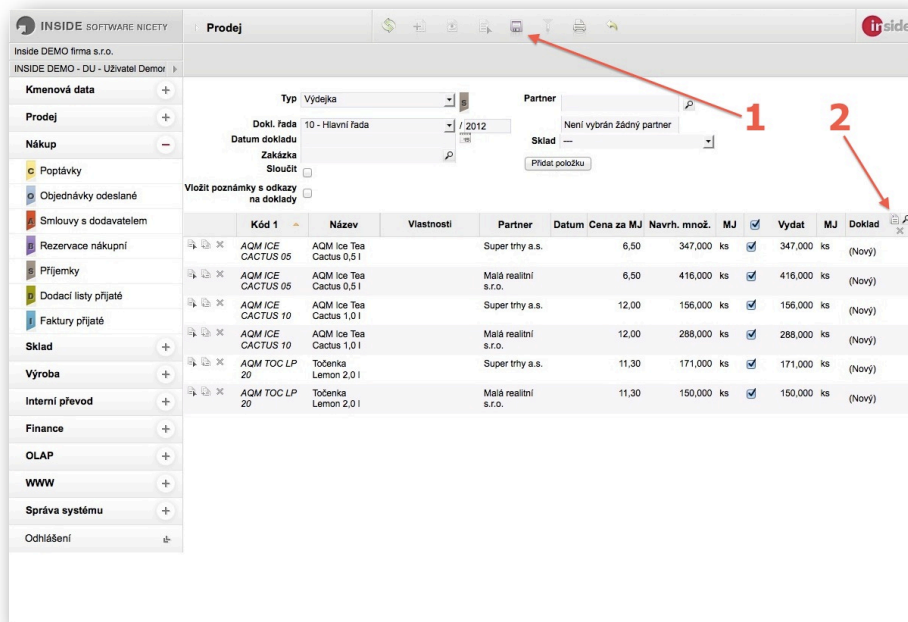 INSIDE SOFTWARE NICETY
Prodej
inside
Inside DEMO firma s.r.o.
INSIDE DEMO - DU - Uživatel Demor
Kmenová data
Prodej
Nákup
C Poptávky
O Objednávky odeslané
A Smlouvy s dodavatelem
B Rezervace nákupní
S Příjemky
D Dodací listy přijaté
I Faktury přijaté
Sklad
Výroba
Interní převod
Finance
OLAP
WWW
Správa systému
Odhlášení
Typ Výdejka S Partner
Dokl. řada 10 - Hlavní řada / 2012 Není vybrán žádný partner
Datum dokladu Sklad —
Zakázka
Sloučit Přidat položku
Vložit poznámky s odkazy
na doklady
1 2
Kód 1 Název Vlastnosti Partner Datum Cena za MJ Navrh. množ. MJ Vydat MJ Doklad
AQM ICE CACTUS 05 AQM Ice Tea Cactus 0,5 l Super trhy a.s. 6,50 347,000 ks 347,000 ks (Nový)
AQM ICE CACTUS 05 AQM Ice Tea Cactus 0,5 l Malá realitní s.r.o. 6,50 416,000 ks 416,000 ks (Nový)
AQM ICE CACTUS 10 AQM Ice Tea Cactus 1,0 l Super trhy a.s. 12,00 156,000 ks 156,000 ks (Nový)
AQM ICE CACTUS 10 AQM Ice Tea Cactus 1,0 l Malá realitní s.r.o. 12,00 288,000 ks 288,000 ks (Nový)
AQM TOC LP 20 Točenka Lemon 2,0 l Super trhy a.s. 11,30 171,000 ks 171,000 ks (Nový)
AQM TOC LP 20 Točenka Lemon 2,0 l Malá realitní s.r.o. 11,30 150,000 ks 150,000 ks (Nový)